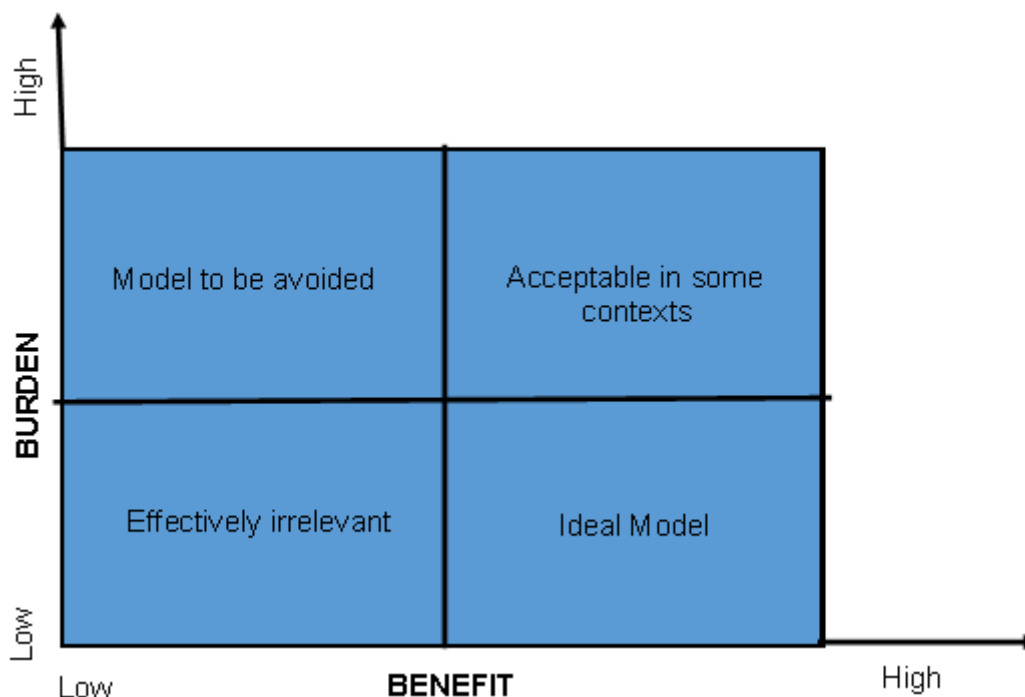 High
Model to be avoided
Acceptable in some
contexts
BURDEN
Effectively irrelevant
Ideal Model
Low
Low
BENEFIT
High